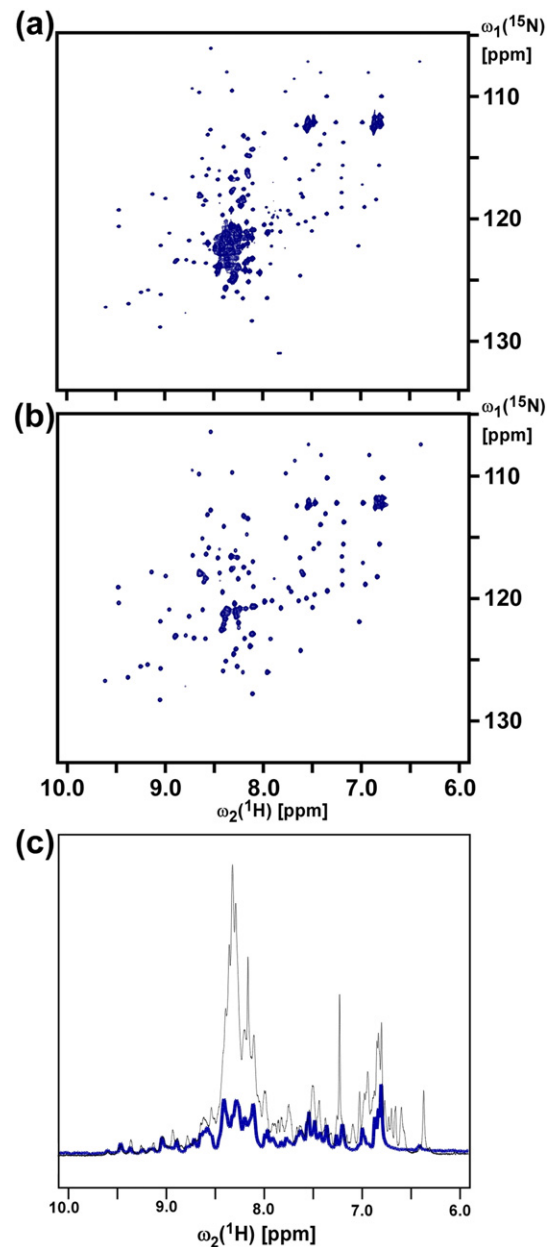 (a)
ω₁(¹⁵N)
[ppm]
110
120
130
(b)
ω₁(¹⁵N)
[ppm]
110
120
130
10.0 9.0 8.0 7.0 6.0
ω₂(¹H) [ppm]
(c)
10.0 9.0 8.0 7.0 6.0
ω₂(¹H) [ppm]